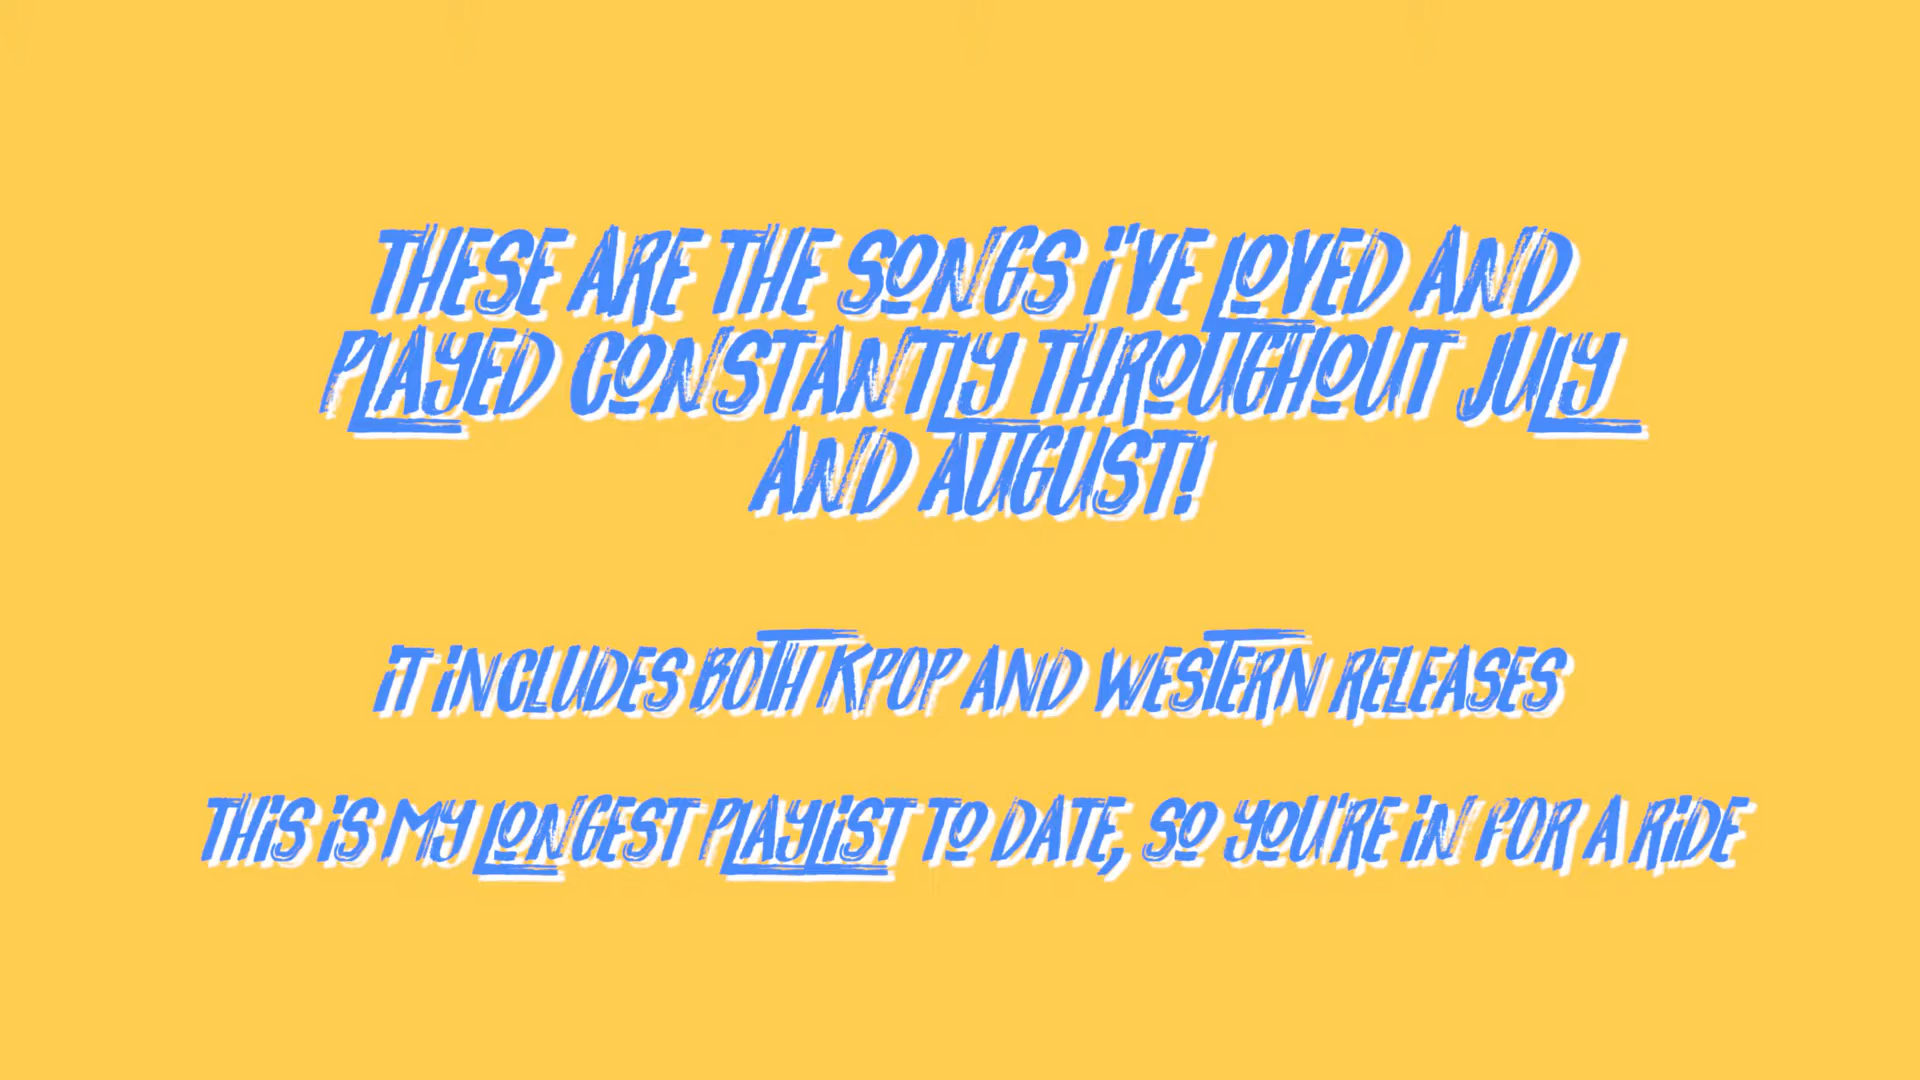 THESE ARE THE SONGS I'VE LOVED AND
PLAYED CONSTANTLY THROUGHOUT JULY
AND AUGUST!
IT INCLUDES BOTH KPOP AND WESTERN RELEASES
THIS IS MY LONGEST PLAYLIST TO DATE, SO YOU'RE IN FOR A RIDE